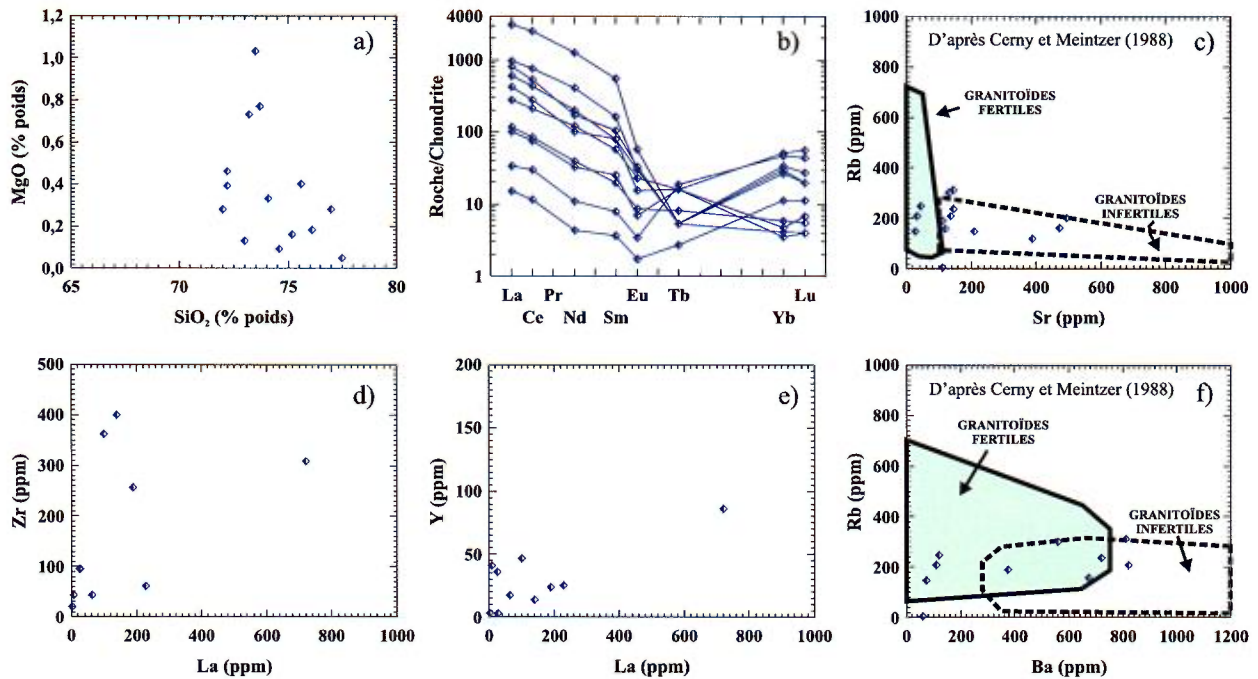 a)
1,2
1,0
0,8
0,6
0,4
0,2
0,0
MgO (% poids)
65
70
75
80
SiO2 (% poids)
b)
4000
1000
100
10
1
Roche/Chondrite
La
Pr
Eu
Tb
Lu
Ce
Nd
Sm
Yb
c)
D'après Cerny et Meintzer (1988)
GRANITOÏDES
FERTILES
GRANITOÏDES
INFERTILES
1000
800
600
400
200
0
Rb (ppm)
0
200
400
600
800
1000
Sr (ppm)
d)
500
400
300
200
100
0
Zr (ppm)
0
200
400
600
800
1000
La (ppm)
e)
200
150
100
50
0
Y (ppm)
0
200
400
600
800
1000
La (ppm)
f)
D'après Cerny et Meintzer (1988)
GRANITOÏDES
FERTILES
GRANITOÏDES
INFERTILES
1000
800
600
400
200
0
Rb (ppm)
0
200
400
600
800
1000
1200
Ba (ppm)